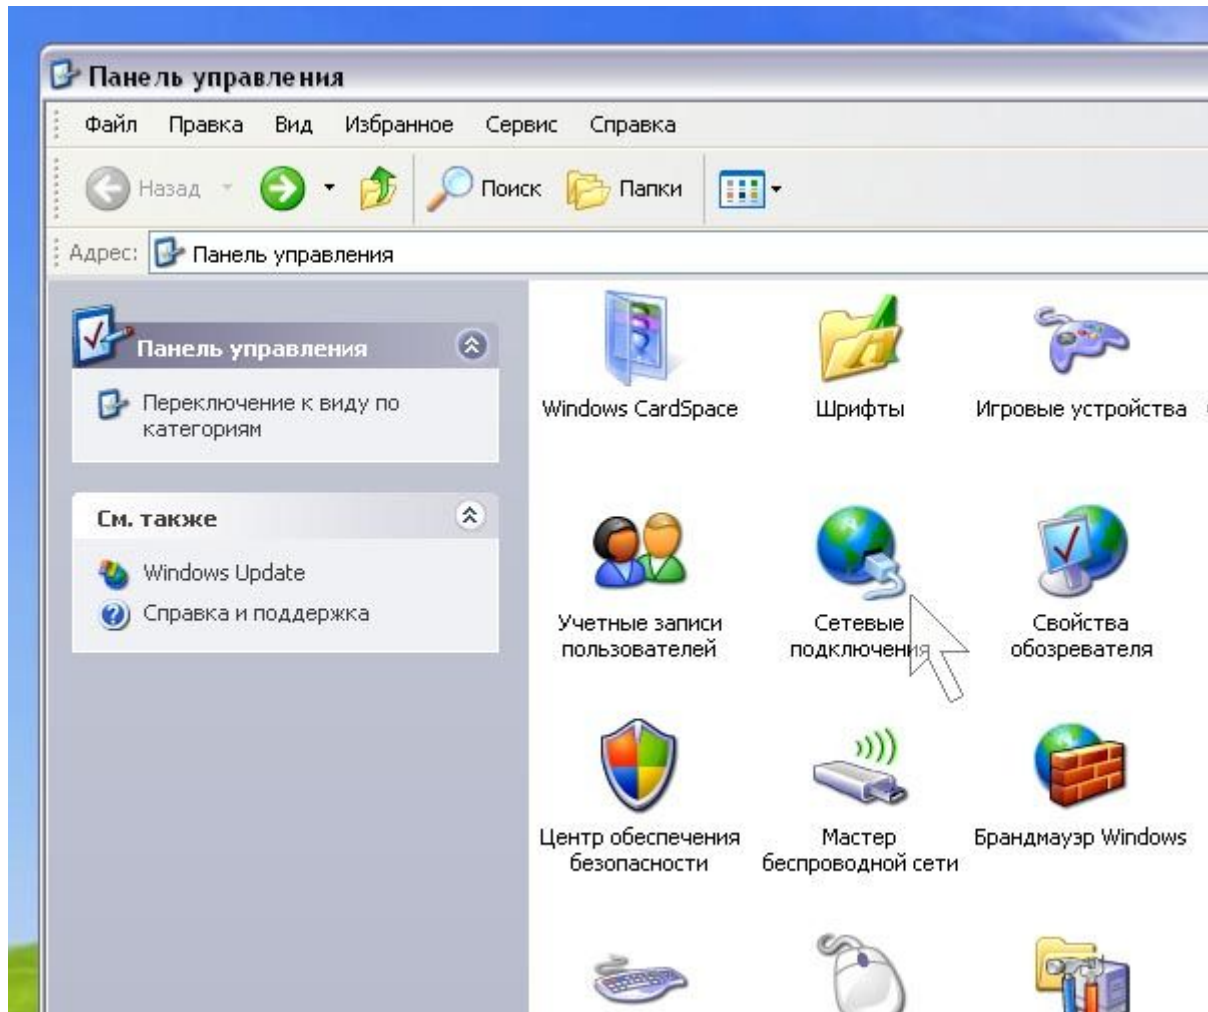 Панель управления
Файл Правка Вид Избранное Сервис Справка
Назад Поиск Папки
Адрес: Панель управления
Панель управления
Переключение к виду по
категориям
См. также
Windows Update
Справка и поддержка
Windows CardSpace
Шрифты
Игровые устройства
Учетные записи
пользователей
Сетевые
подключения
Свойства
обозревателя
Центр обеспечения
безопасности
Мастер
беспроводной сети
Брандмауэр Windows